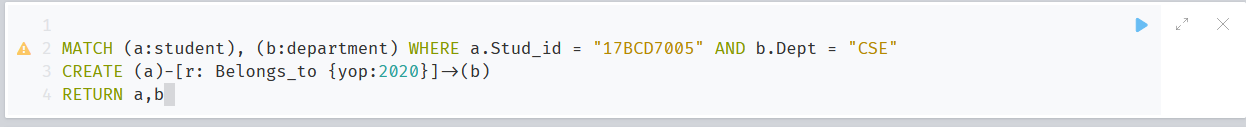 1
2 MATCH (a:student), (b:department) WHERE a.Stud_id = "17BCD7005" AND b.Dept = "CSE"
3 CREATE (a)-[r: Belongs_to {yop:2020}]->(b)
4 RETURN a,b